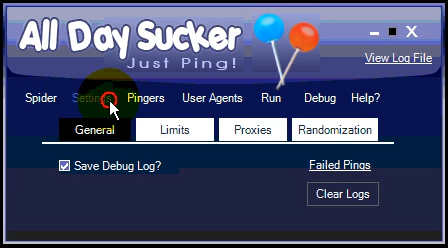 All Day Sucker
Just Ping!
View Log File
Spider Settings Pingers User Agents Run Debug Help?
General Limits Proxies Randomization
Save Debug Log? Failed Pings
Clear Logs